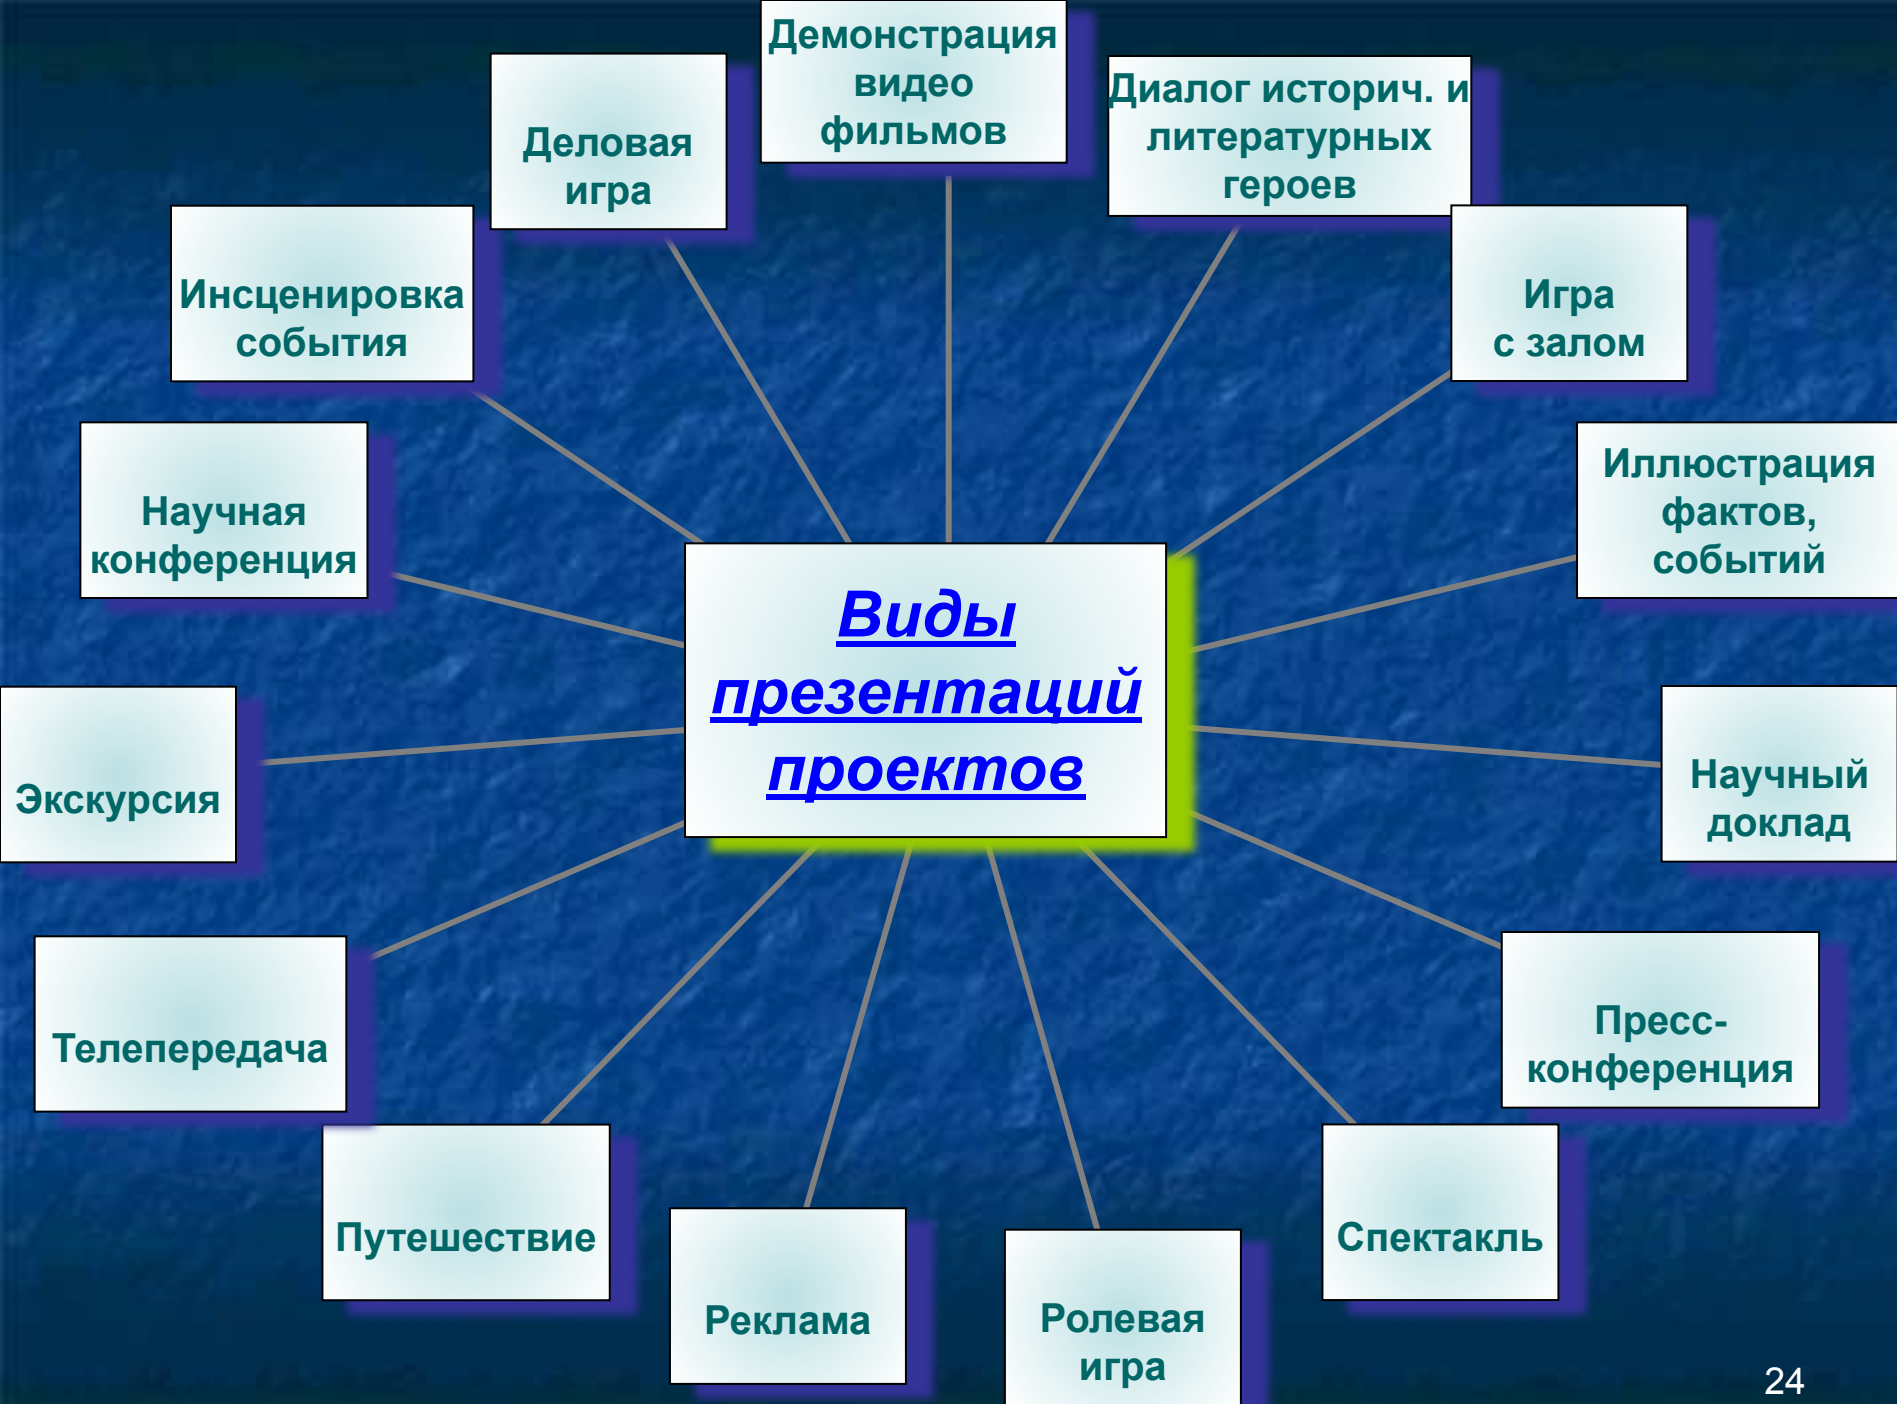 Демонстрация
видео
фильмов
Деловая
игра
Диалог историч. и
литературных
героев
Инсценировка
события
Игра
с залом
Научная
конференция
Иллюстрация
фактов,
событий
Виды
презентаций
проектов
Экскурсия
Научный
доклад
Телепередача
Пресс-
конференция
Путешествие
Спектакль
Реклама
Ролевая
игра
24